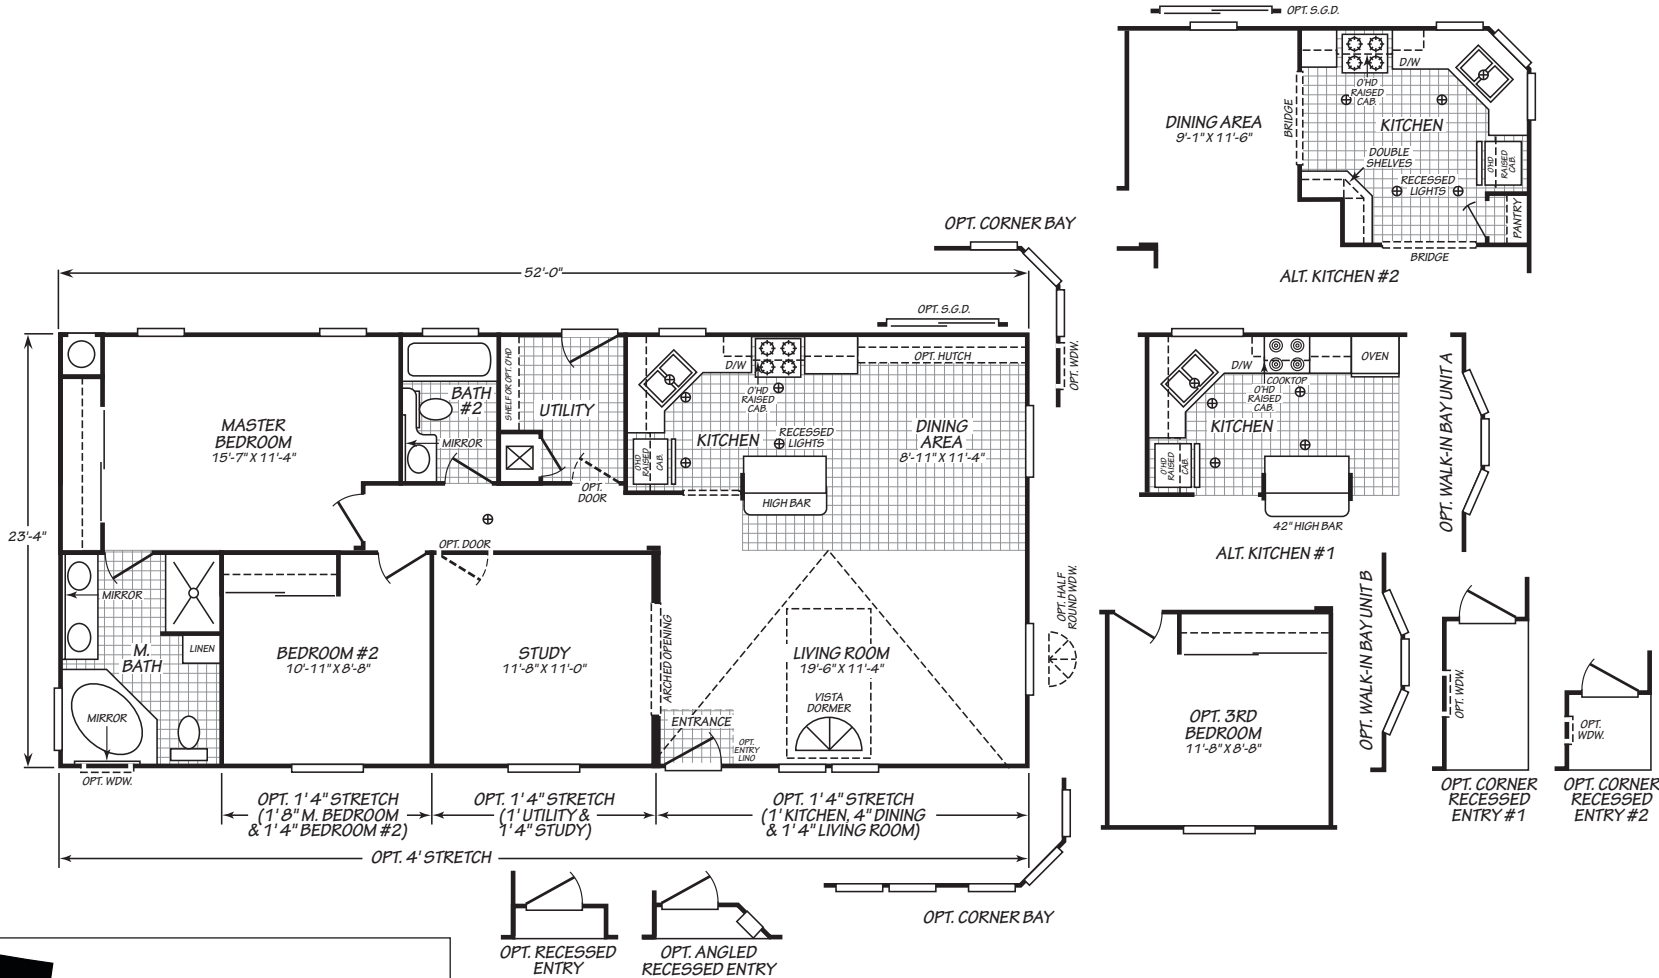 OPT. S.G.D.
D/W
O'HD
RAISED
CAB.
DINING AREA
9'-1" X 11'-6"
BRIDGE
KITCHEN
DOUBLE
SHELVES
O'HD
RAISED
CAB.
RECESSED
LIGHTS
PANTRY
BRIDGE
ALT. KITCHEN #2
OPT. CORNER BAY
52'-0"
OPT. S.G.D.
OPT. WDW.
23'-4"
MASTER
BEDROOM
15'-7" X 11'-4"
BATH
#2
MIRROR
SHELF OR OPT. O'HD
UTILITY
OPT.
DOOR
D/W
O'HD
RAISED
CAB.
OPT. HUTCH
KITCHEN
RECESSED
LIGHTS
O'HD
RAISED
CAB.
HIGH BAR
DINING
AREA
8'-11" X 11'-4"
D/W
COOKTOP
O'HD
RAISED
CAB.
OVEN
KITCHEN
O'HD
RAISED
CAB.
42" HIGH BAR
ALT. KITCHEN #1
OPT. WALK-IN BAY UNIT A
OPT. DOOR
MIRROR
M.
BATH
LINEN
MIRROR
OPT. WDW.
BEDROOM #2
10'-11" X 8'-8"
STUDY
11'-8" X 11'-0"
ARCHED OPENING
LIVING ROOM
19'-6" X 11'-4"
VISTA
DORMER
ENTRANCE
OPT.
ENTRY
LINO
OPT. HALF
ROUND WDW.
OPT. 3RD
BEDROOM
11'-8" X 8'-8"
OPT. WALK-IN BAY UNIT B
OPT. WDW.
OPT. CORNER
RECESSED
ENTRY #1
OPT.
WDW.
OPT. CORNER
RECESSED
ENTRY #2
OPT. 1' 4" STRETCH
(1' 8" M. BEDROOM
& 1' 4" BEDROOM #2)
OPT. 1' 4" STRETCH
(1' UTILITY &
1' 4" STUDY)
OPT. 1' 4" STRETCH
(1' KITCHEN, 4" DINING
& 1' 4" LIVING ROOM)
OPT. 4' STRETCH
OPT. CORNER BAY
OPT. RECESSED
ENTRY
OPT. ANGLED
RECESSED ENTRY